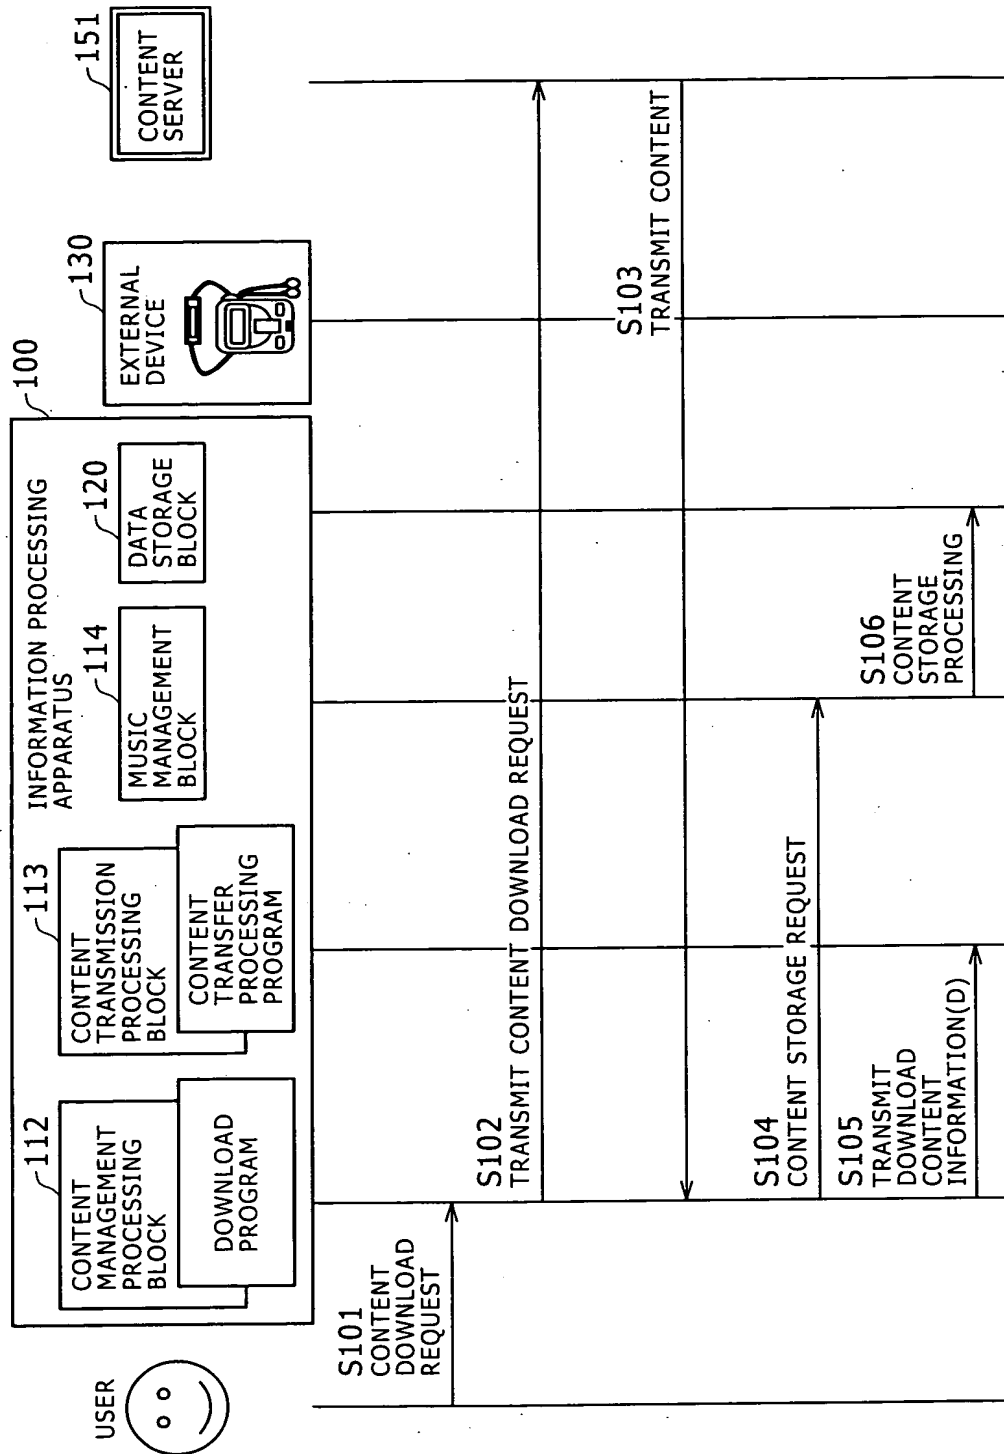 USER
INFORMATION PROCESSING
APPARATUS
100
112
CONTENT
MANAGEMENT
PROCESSING
BLOCK
DOWNLOAD
PROGRAM
113
CONTENT
TRANSMISSION
PROCESSING
BLOCK
CONTENT
TRANSFER
PROCESSING
PROGRAM
114
MUSIC
MANAGEMENT
BLOCK
120
DATA
STORAGE
BLOCK
130
EXTERNAL
DEVICE
151
CONTENT
SERVER
S101
CONTENT
DOWNLOAD
REQUEST
S102
TRANSMIT CONTENT DOWNLOAD REQUEST
S103
TRANSMIT CONTENT
S104
CONTENT STORAGE REQUEST
S105
TRANSMIT
DOWNLOAD
CONTENT
INFORMATION(D)
S106
CONTENT
STORAGE
PROCESSING